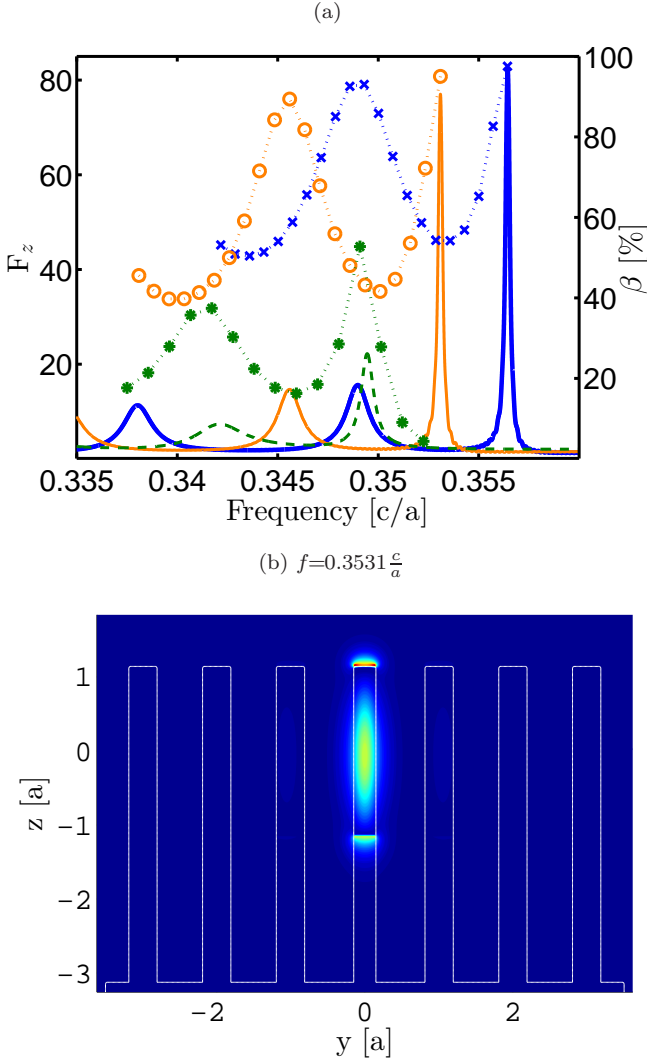 (a)
80
60
40
20
F_z
100
80
60
40
20
β [%]
0.335 0.34 0.345 0.35 0.355
Frequency [c/a]
(b) f=0.3531 c/a
1
0
−1
−2
−3
z [a]
−2 0 2
y [a]